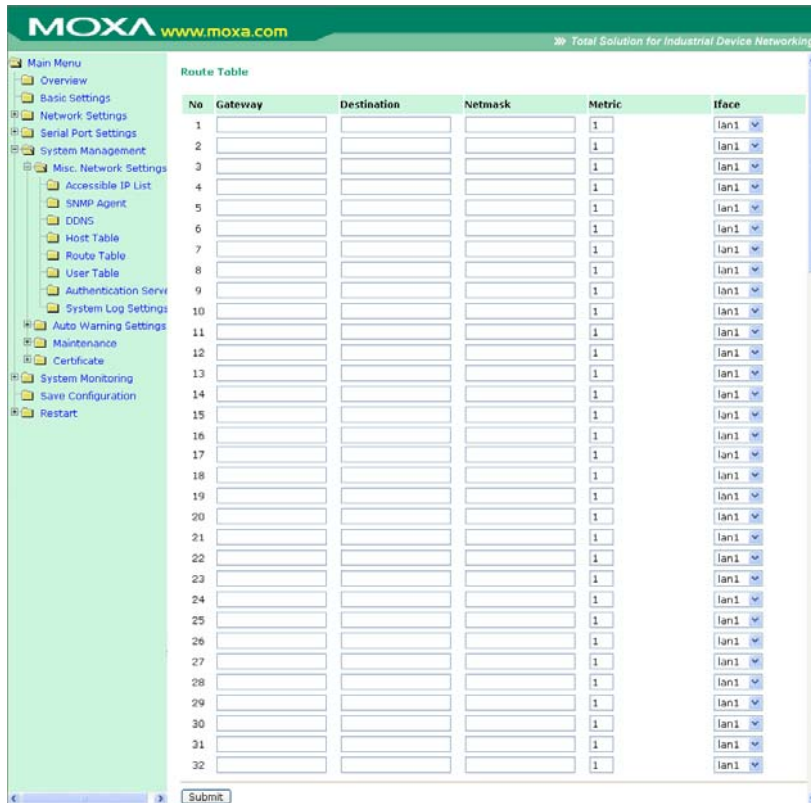 MOXA www.moxa.com
Total Solution for Industrial Device Networking
Main Menu
Overview
Basic Settings
Network Settings
Serial Port Settings
System Management
Misc. Network Settings
Accessible IP List
SNMP Agent
DDNS
Host Table
Route Table
User Table
Authentication Serve
System Log Settings
Auto Warning Settings
Maintenance
Certificate
System Monitoring
Save Configuration
Restart
Route Table
No Gateway Destination Netmask Metric Iface
1 1 lan1
2 1 lan1
3 1 lan1
4 1 lan1
5 1 lan1
6 1 lan1
7 1 lan1
8 1 lan1
9 1 lan1
10 1 lan1
11 1 lan1
12 1 lan1
13 1 lan1
14 1 lan1
15 1 lan1
16 1 lan1
17 1 lan1
18 1 lan1
19 1 lan1
20 1 lan1
21 1 lan1
22 1 lan1
23 1 lan1
24 1 lan1
25 1 lan1
26 1 lan1
27 1 lan1
28 1 lan1
29 1 lan1
30 1 lan1
31 1 lan1
32 1 lan1
Submit